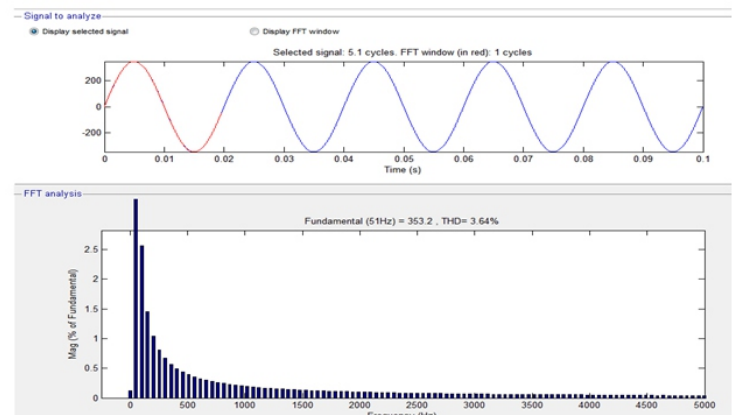 Signal to analyze
Display selected signal Display FFT window
Selected signal: 5.1 cycles. FFT window (in red): 1 cycles
200
0
-200
0 0.01 0.02 0.03 0.04 0.05 0.06 0.07 0.08 0.09 0.1
Time (s)
FFT analysis
Fundamental (51Hz) = 353.2 , THD= 3.64%
Mag (% of Fundamental)
2.5
2
1.5
1
0.5
0
0 500 1000 1500 2000 2500 3000 3500 4000 4500 5000
Frequency (Hz)